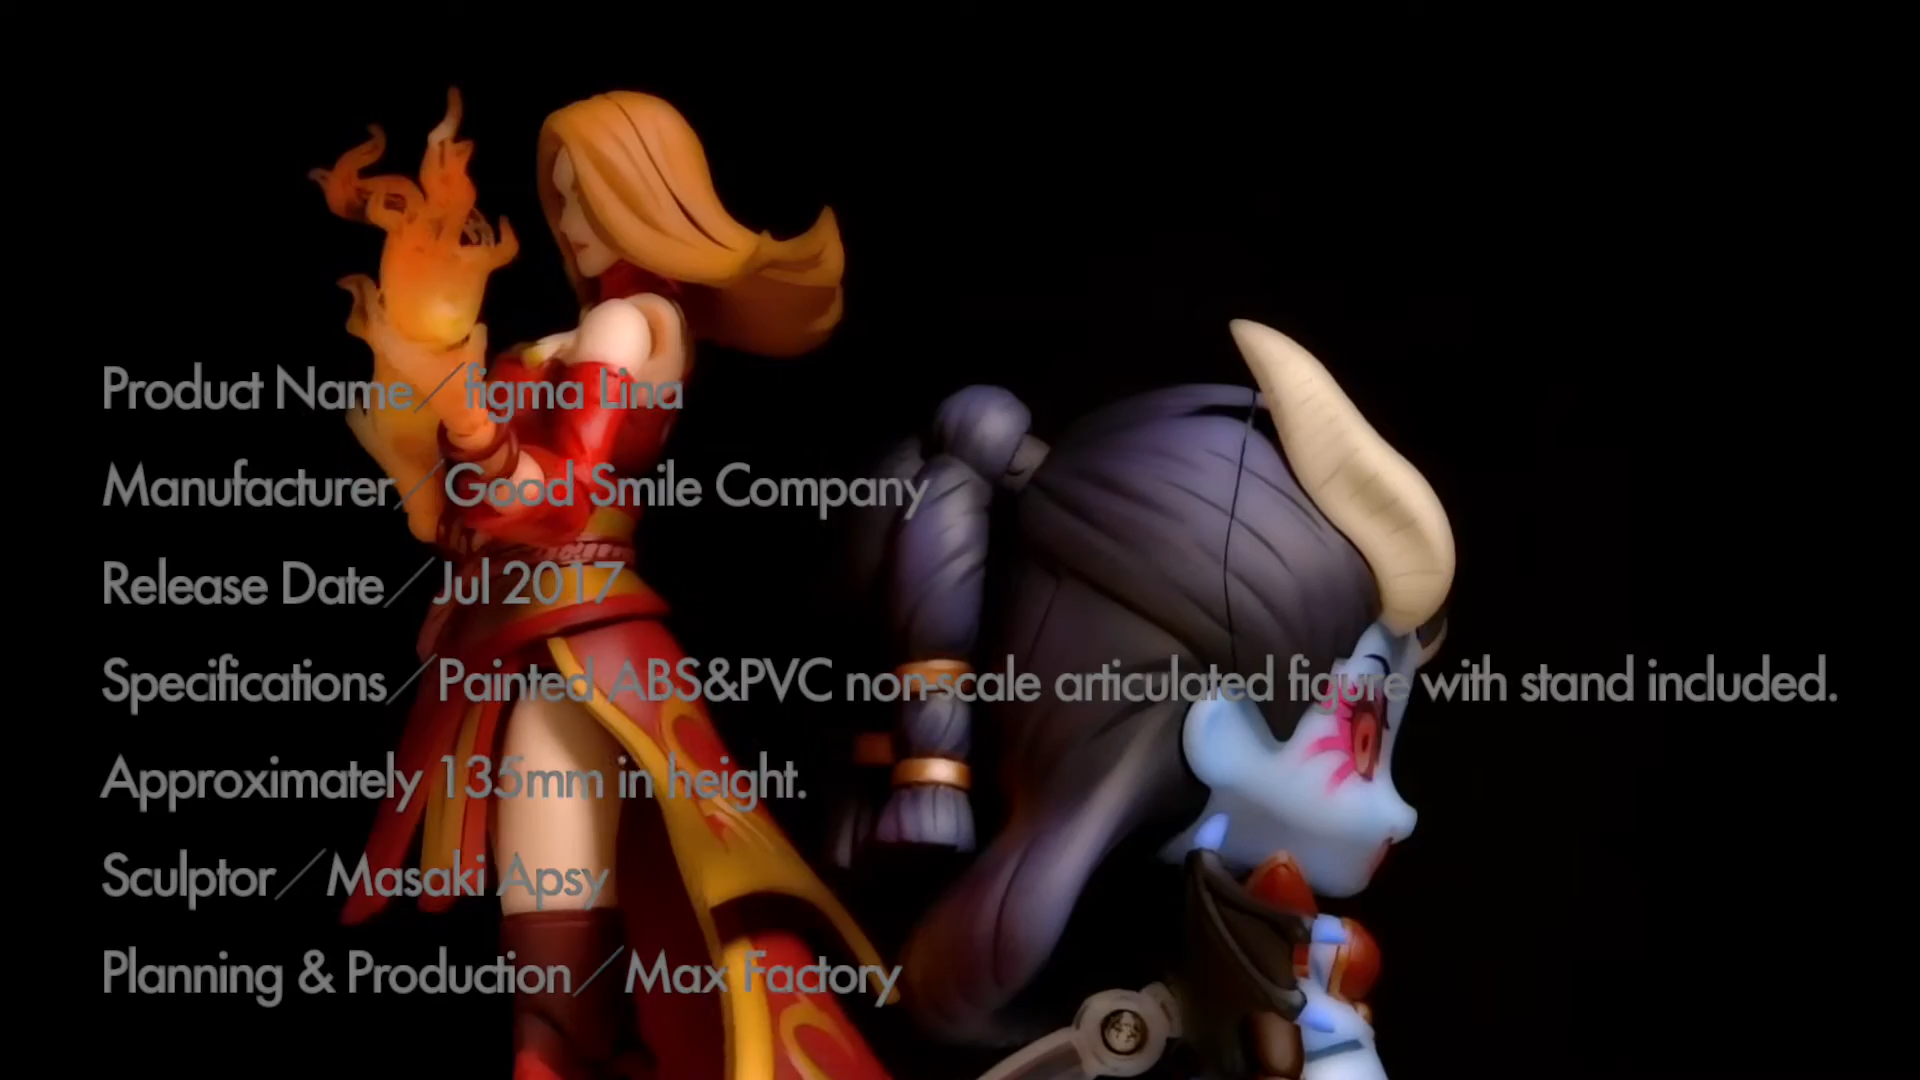 Product Name／figma Lina
Manufacturer／Good Smile Company
Release Date／Jul 2017
Specifications／Painted ABS&PVC non-scale articulated figure with stand included.
Approximately 135mm in height.
Sculptor／Masaki Apsy
Planning & Production／Max Factory